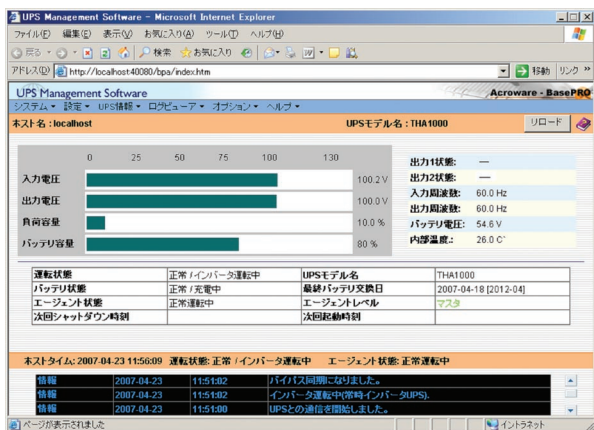 UPS Management Software - Microsoft Internet Explorer
ファイル(F) 編集(E) 表示(V) お気に入り(A) ツール(T) ヘルプ(H)
戻る 検索 お気に入り
アドレス(D) http://localhost:40080/bpa/index.htm 移動 リンク »
UPS Management Software Acroware - BasePRO
システム 設定 UPS情報 ログビューア オプション ヘルプ
ホスト名 : localhost UPSモデル名 : THA1000 リロード
0 25 50 75 100 130
入力電圧 100.2 V
出力電圧 100.0 V
負荷容量 10.0 %
バッテリ容量 80 %
出力1状態: —
出力2状態: —
入力周波数: 60.0 Hz
出力周波数: 60.0 Hz
バッテリ電圧: 54.6 V
内部温度.: 26.0 C゜
運転状態 正常 /インバータ運転中 UPSモデル名 THA1000
バッテリ状態 正常 /充電中 最終バッテリ交換日 2007-04-18 [2012-04]
エージェント状態 正常運転中 エージェントレベル マスタ
次回シャットダウン時刻 次回起動時刻
ホストタイム: 2007-04-23 11:56:09 運転状態: 正常 /インバータ運転中 エージェント状態: 正常運転中
情報 2007-04-23 11:51:02 バイパス同期になりました。
情報 2007-04-23 11:51:02 インバータ運転中(常時インバータUPS).
情報 2007-04-23 11:51:00 UPSとの通信を開始しました。
ページが表示されました イントラネット